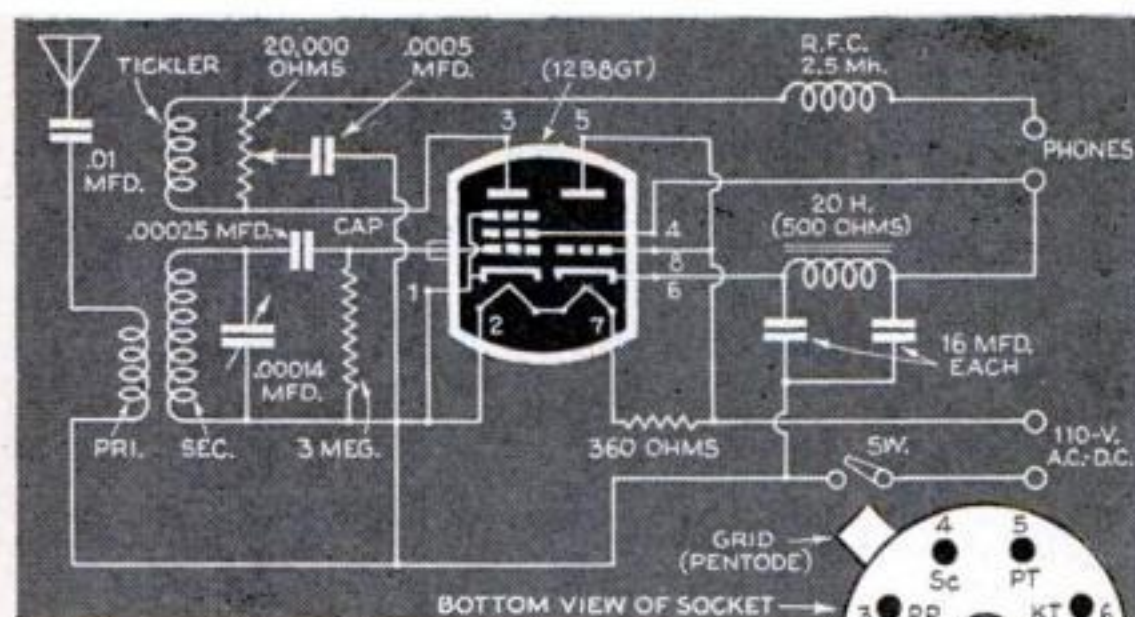 TICKLER
20,000
OHMS
.0005
MFD.
(12B8GT)
R.F.C.
2.5 Mh.
.01
MFD.
3
5
PHONES
.00025 MFD.
CAP
4
20 H.
(500 OHMS)
8
1
6
2
7
.00014
MFD.
16 MFD.
EACH
PRI.
SEC.
3 MEG.
360 OHMS
SW.
110-V.
A.C.-D.C.
GRID
(PENTODE)
4
5
Sc
PT
BOTTOM VIEW OF SOCKET
3
PP
KT
6